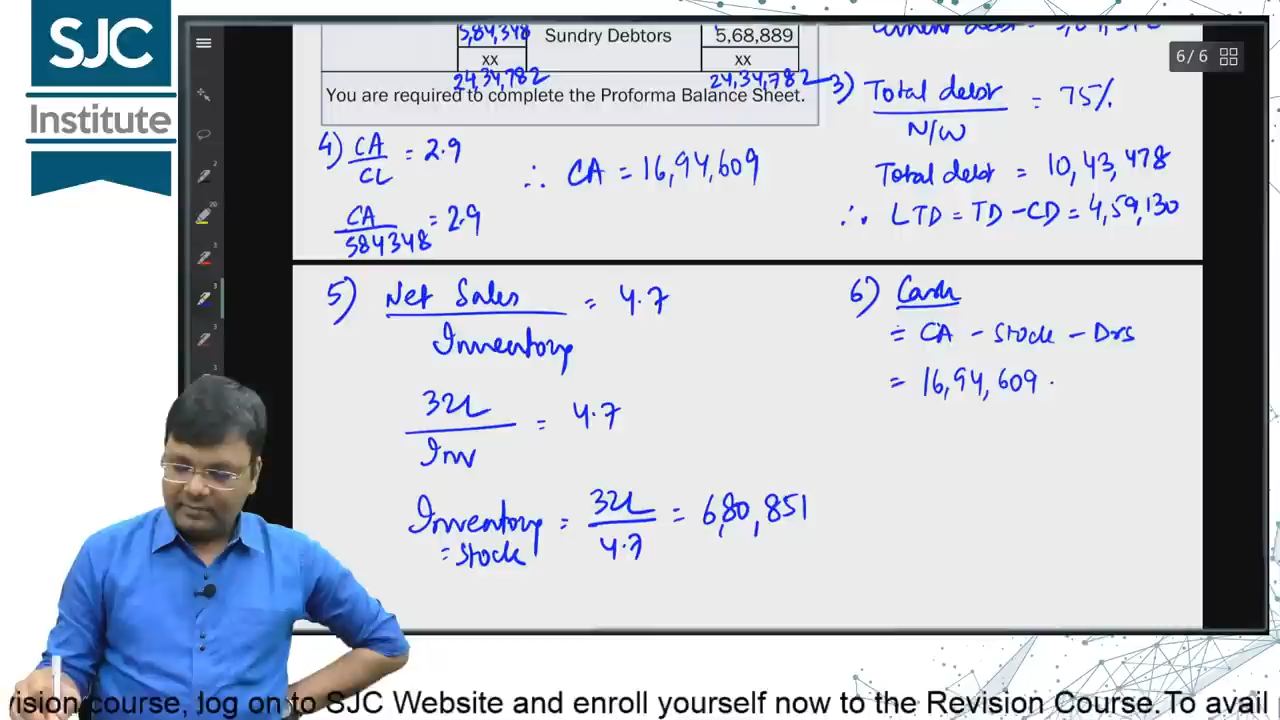 SJC
Institute
6/6
5,84,348 Sundry Debtors 5,68,889
xx xx
24,34,782 24,34,782
You are required to complete the Proforma Balance Sheet.
3) Total debt / N/W = 75%
Total debt = 10,43,478
∴ LTD = TD - CD = 4,59,130
4) CA / CL = 2.9 ∴ CA = 16,94,609
CA / 584348 = 2.9
5) Net Sales / Inventory = 4.7
32L / Inv = 4.7
Inventory = 32L / 4.7 = 6,80,851
= Stock
6) Cash
= CA - Stock - Drs
= 16,94,609 -
course, log on to SJC Website and enroll yourself now to the Revision Course.To avail